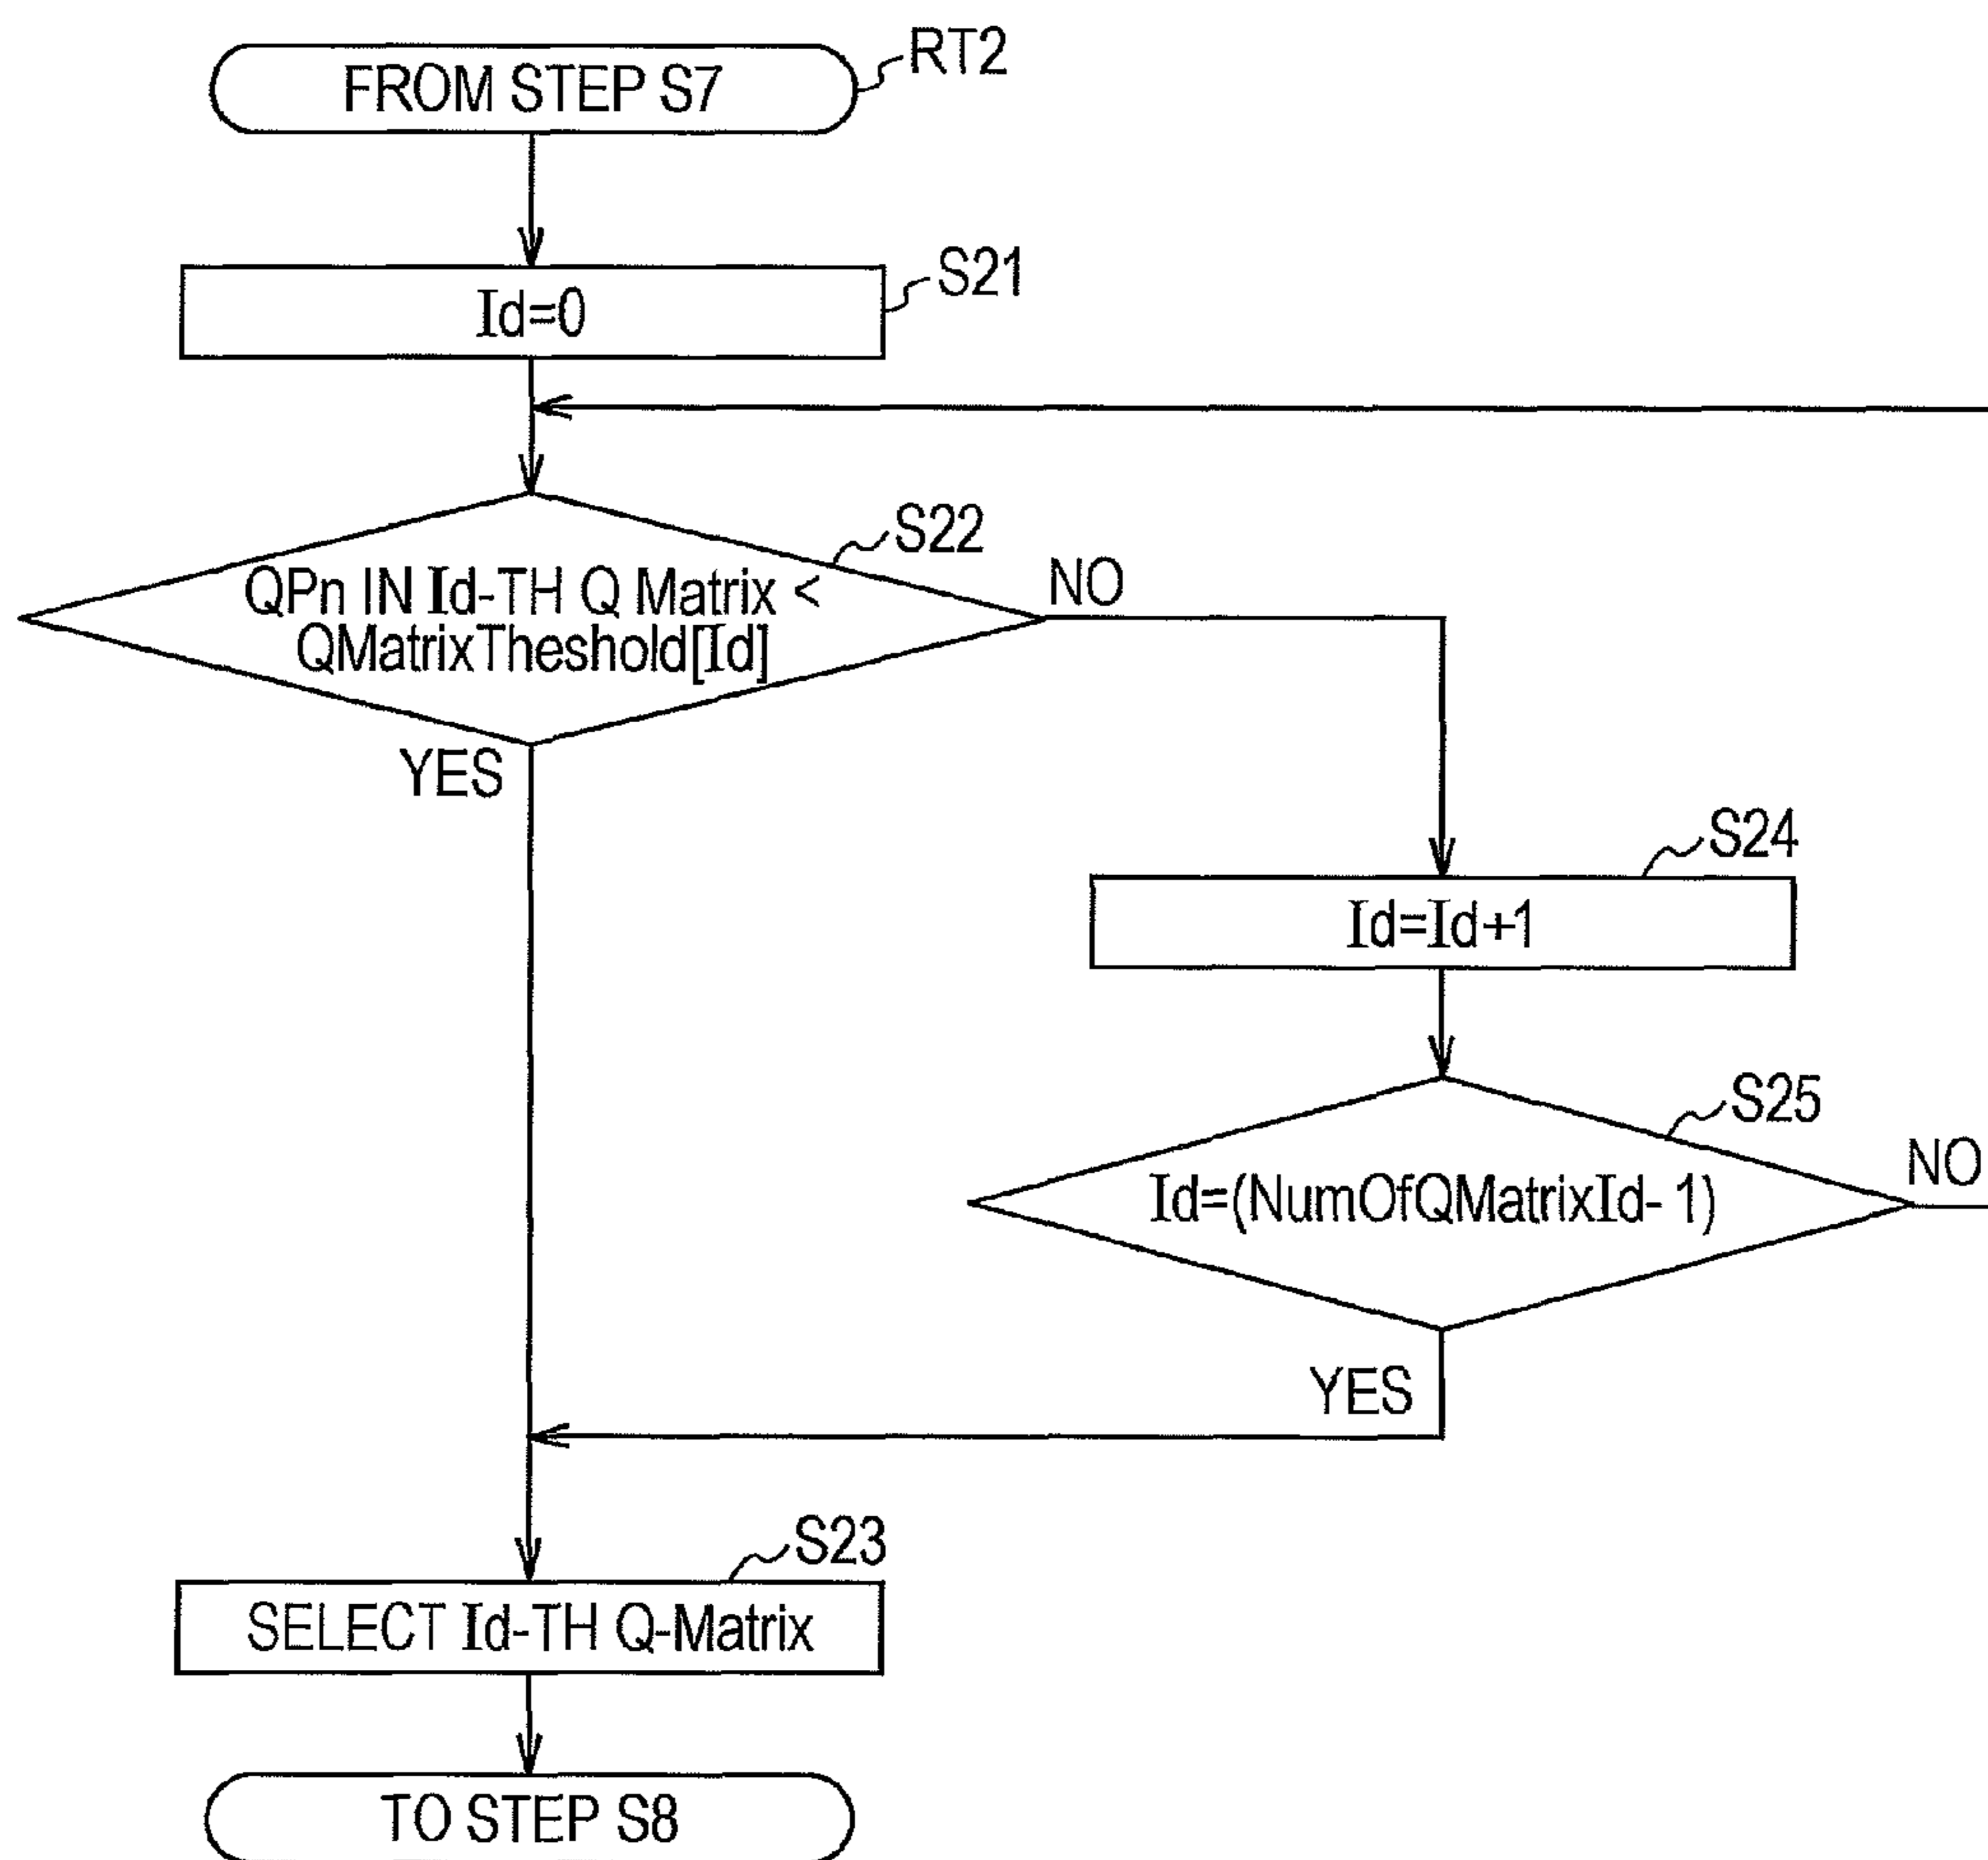 FROM STEP S7
RT2
Id=0
S21
S22
QPn IN Id-TH Q Matrix <
QMatrixTheshold[Id]
NO
YES
S24
Id=Id+1
S25
Id=(NumOfQMatrixId- 1)
NO
YES
S23
SELECT Id-TH Q-Matrix
TO STEP S8